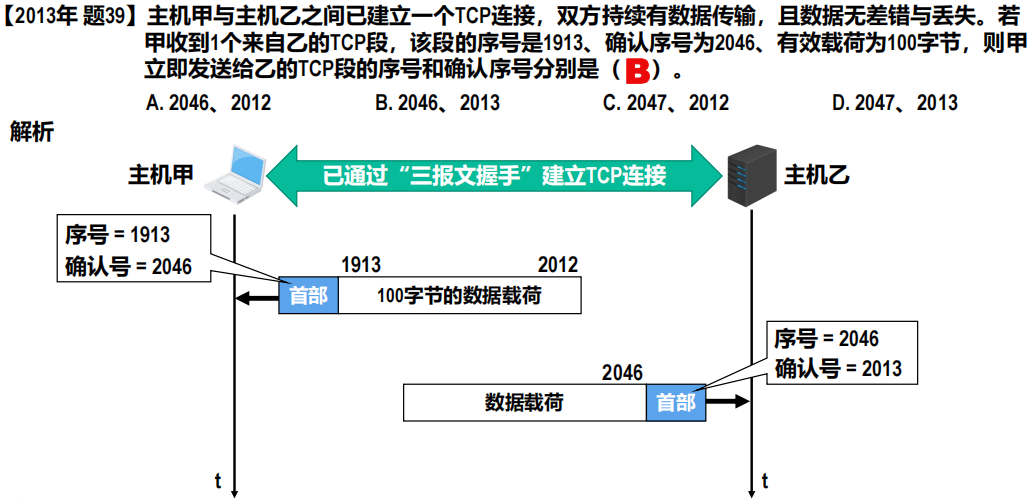 【2013年 题39】主机甲与主机乙之间已建立一个TCP连接，双方持续有数据传输，且数据无差错与丢失。若
甲收到1个来自乙的TCP段，该段的序号是1913、确认序号为2046、有效载荷为100字节，则甲
立即发送给乙的TCP段的序号和确认序号分别是（B）。
A. 2046、2012 B. 2046、2013 C. 2047、2012 D. 2047、2013
解析
主机甲 已通过“三报文握手”建立TCP连接 主机乙
序号 = 1913
确认号 = 2046
1913 2012
首部 100字节的数据载荷
序号 = 2046
确认号 = 2013
2046
数据载荷 首部
t t